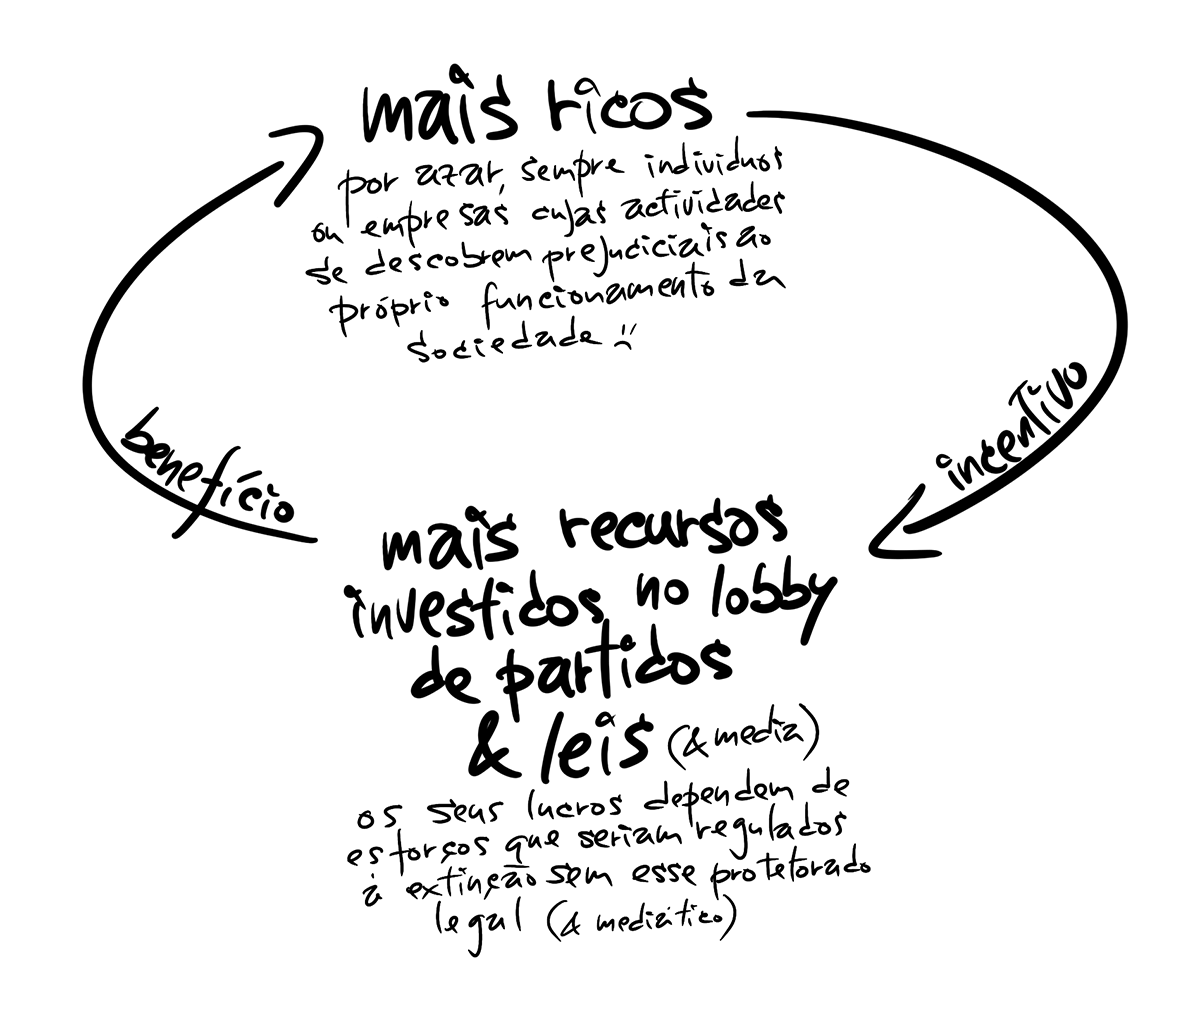 mais ricos
por azar, sempre indivíduos
ou empresas cujas actividades
se descobrem prejudiciais ao
próprio funcionamento da
sociedade :(
incentivo
benefício
mais recursos
investidos no lobby
de partidos
& leis (& media)
os seus lucros dependem de
esforços que seriam regulados
à extinção sem esse protetorado
legal (& mediático)